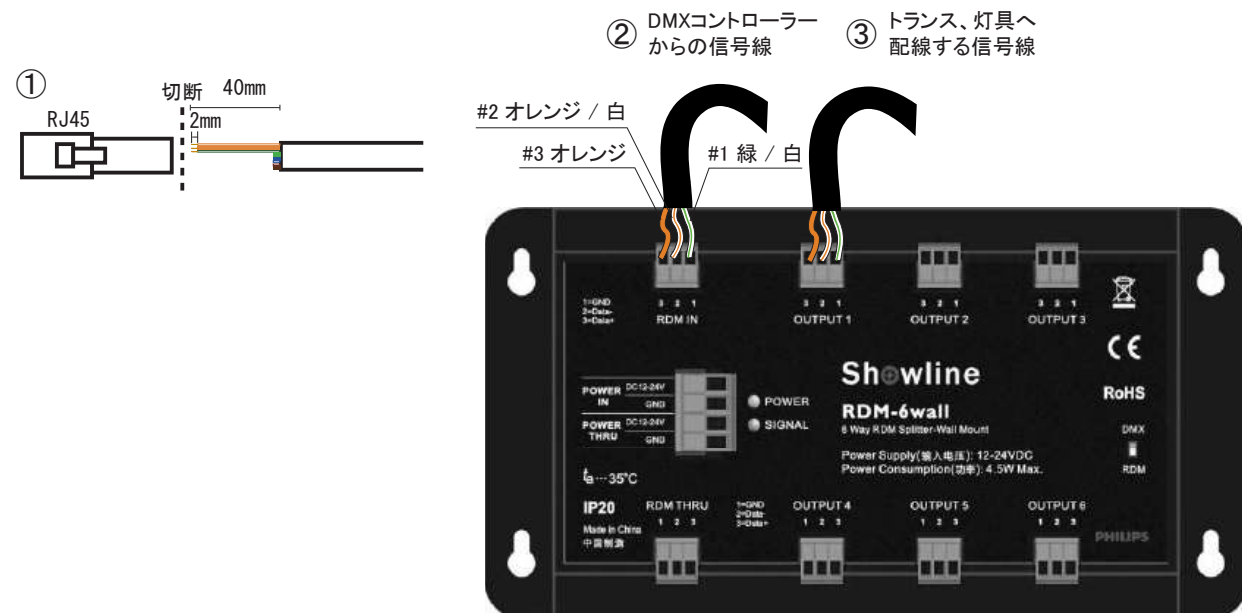 ①
RJ45
切断
40mm
2mm
② DMXコントローラー
からの信号線
③ トランス、灯具へ
配線する信号線
#2 オレンジ / 白
#3 オレンジ
#1 緑 / 白
1=GND
2=Data-
3=Data+
3 2 1
RDM IN
3 2 1
OUTPUT 1
3 2 1
OUTPUT 2
3 2 1
OUTPUT 3
CE
RoHS
POWER IN
DC12-24V
GND
POWER THRU
DC12-24V
GND
POWER
SIGNAL
Showline
RDM-6wall
6 Way RDM Splitter-Wall Mount
Power Supply(输入电压): 12-24VDC
Power Consumption(功率): 4.5W Max.
DMX
RDM
ta---35°C
IP20
Made in China
中国制造
RDM THRU
1 2 3
1=GND
2=Data-
3=Data+
OUTPUT 4
1 2 3
OUTPUT 5
1 2 3
OUTPUT 6
1 2 3
PHILIPS